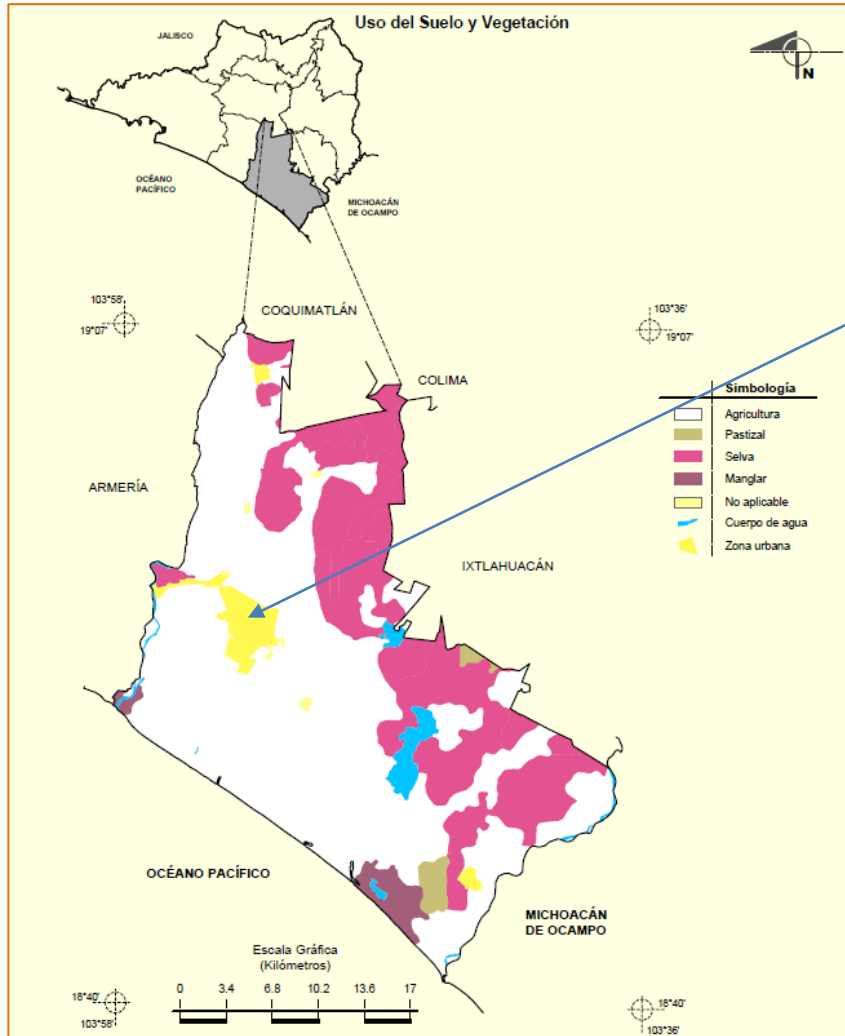 Uso del Suelo y Vegetación
JALISCO
N
OCÉANO
PACÍFICO
MICHOACÁN
DE OCAMPO
103°58'
19°07'
COQUIMATLÁN
103°36'
19°07'
COLIMA
Simbología
Agricultura
Pastizal
Selva
Manglar
No aplicable
Cuerpo de agua
Zona urbana
ARMERÍA
IXTLAHUACÁN
OCÉANO PACÍFICO
MICHOACÁN
DE OCAMPO
Escala Gráfica
(Kilómetros)
0 3.4 6.8 10.2 13.6 17
18°40'
103°58'
18°40'
103°36'